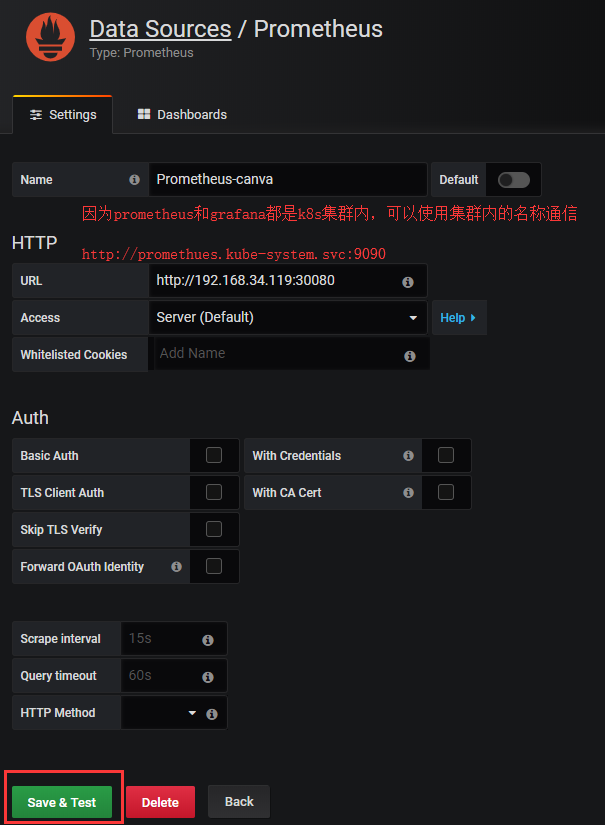 Data Sources / Prometheus
Type: Prometheus
Settings Dashboards
Name Prometheus-canva Default
因为prometheus和grafana都是k8s集群内，可以使用集群内的名称通信
HTTP
http://promethues.kube-system.svc:9090
URL http://192.168.34.119:30080
Access Server (Default) Help
Whitelisted Cookies Add Name
Auth
Basic Auth With Credentials
TLS Client Auth With CA Cert
Skip TLS Verify
Forward OAuth Identity
Scrape interval 15s
Query timeout 60s
HTTP Method
Save & Test Delete Back